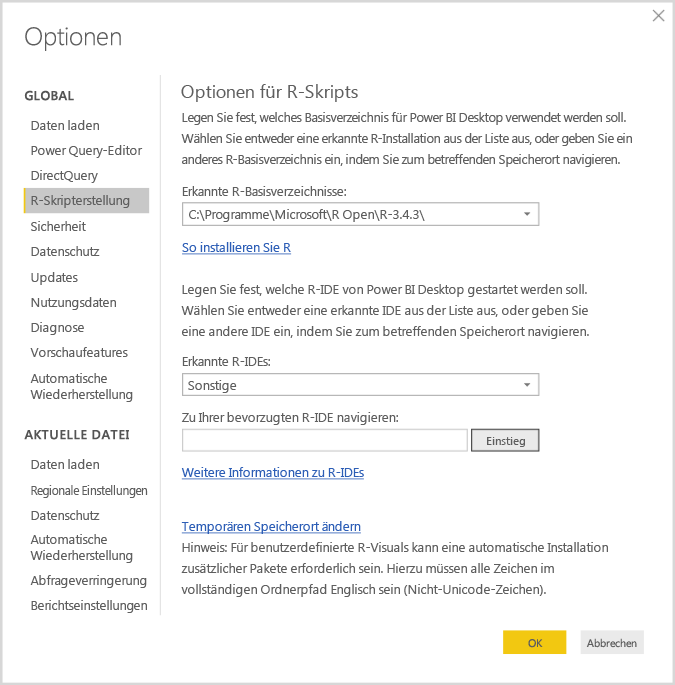 Optionen
GLOBAL
Daten laden
Power Query-Editor
DirectQuery
R-Skripterstellung
Sicherheit
Datenschutz
Updates
Nutzungsdaten
Diagnose
Vorschaufeatures
Automatische
Wiederherstellung
AKTUELLE DATEI
Daten laden
Regionale Einstellungen
Datenschutz
Automatische
Wiederherstellung
Abfrageverringerung
Berichtseinstellungen
Optionen für R-Skripts
Legen Sie fest, welches Basisverzeichnis für Power BI Desktop verwendet werden soll.
Wählen Sie entweder eine erkannte R-Installation aus der Liste aus, oder geben Sie ein
anderes R-Basisverzeichnis ein, indem Sie zum betreffenden Speicherort navigieren.
Erkannte R-Basisverzeichnisse:
C:\Programme\Microsoft\R Open\R-3.4.3\
So installieren Sie R
Legen Sie fest, welche R-IDE von Power BI Desktop gestartet werden soll.
Wählen Sie entweder eine erkannte IDE aus der Liste aus, oder geben Sie
eine andere IDE ein, indem Sie zum betreffenden Speicherort navigieren.
Erkannte R-IDEs:
Sonstige
Zu Ihrer bevorzugten R-IDE navigieren:
Einstieg
Weitere Informationen zu R-IDEs
Temporären Speicherort ändern
Hinweis: Für benutzerdefinierte R-Visuals kann eine automatische Installation
zusätzlicher Pakete erforderlich sein. Hierzu müssen alle Zeichen im
vollständigen Ordnerpfad Englisch sein (Nicht-Unicode-Zeichen).
OK
Abbrechen